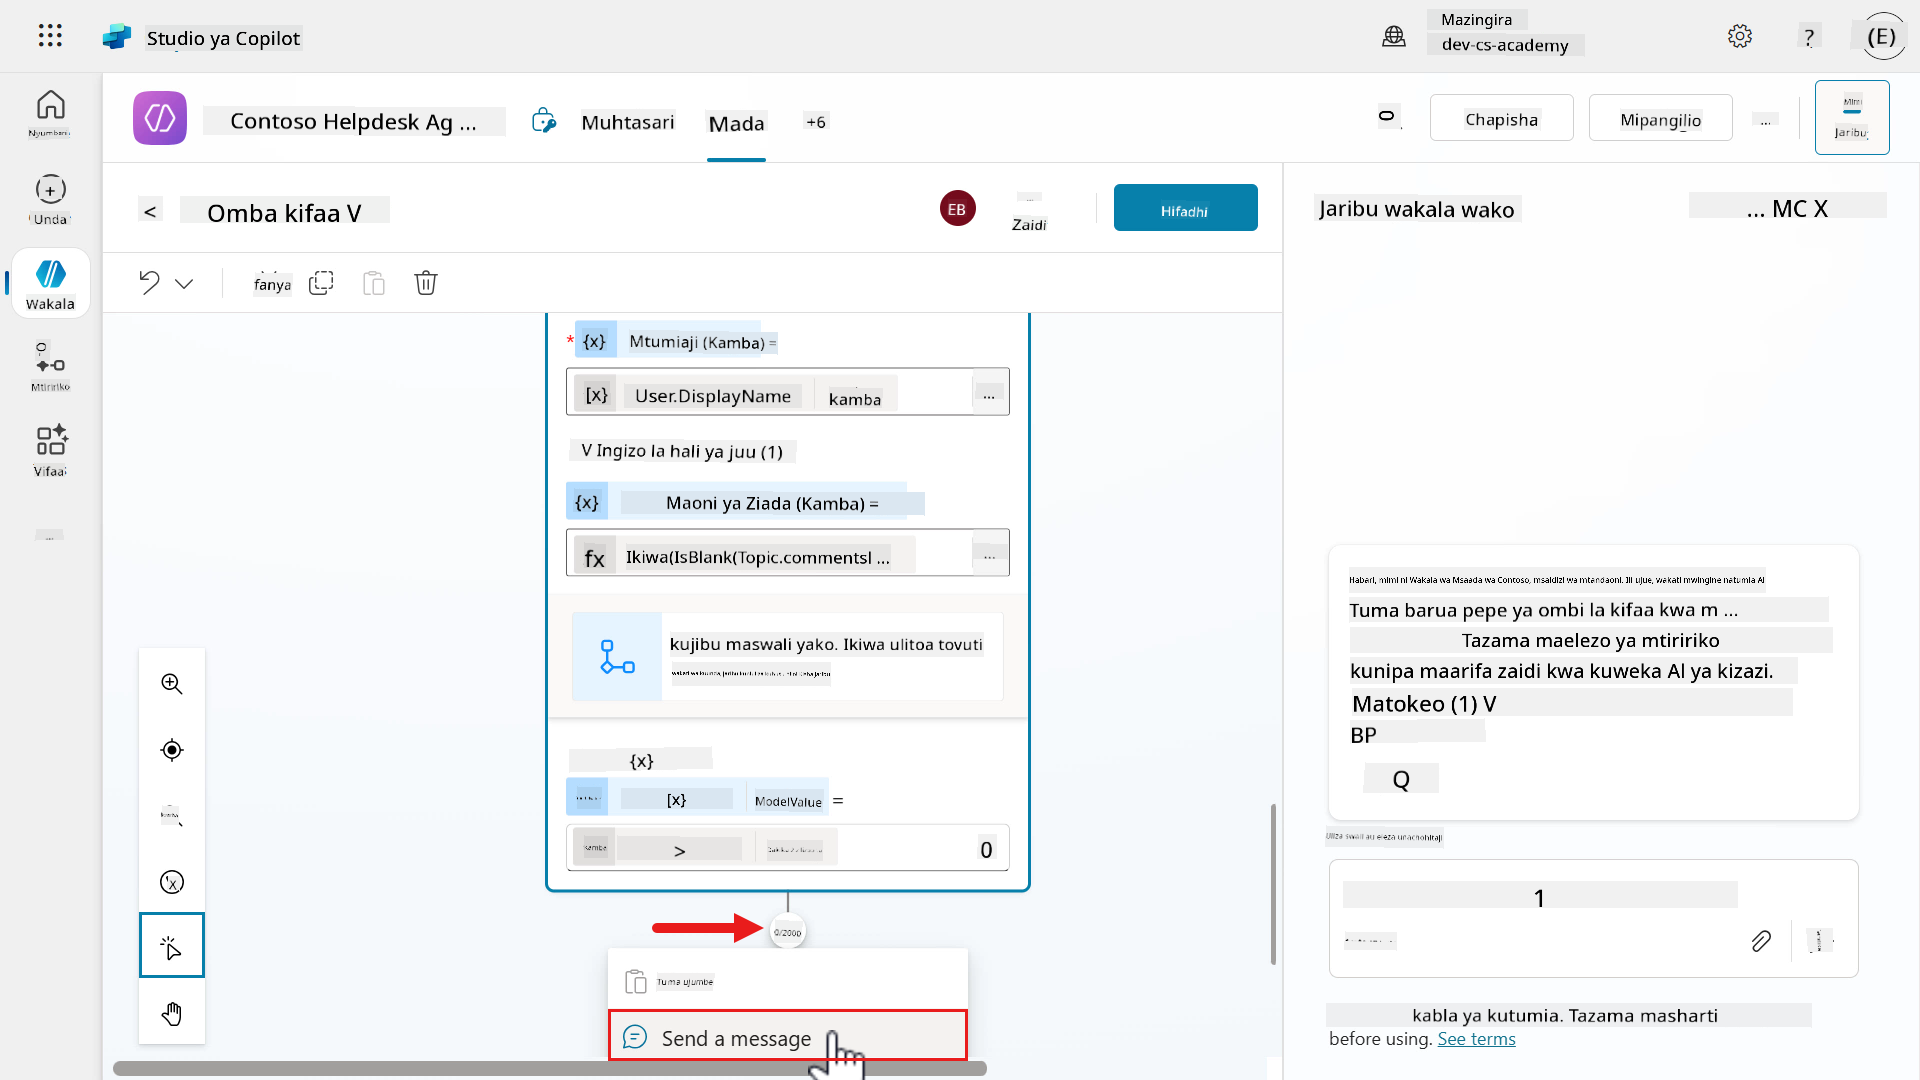 Studio ya Copilot
Mazingira
dev-cs-academy
?
(E)
Contoso Helpdesk Ag ...
Muhtasari
Mada
+6
Chapisha
Mipangilio
...
Mimi
Jaribu
Unda
Wakala
Mtiririko
Vifaa
< Omba kifaa V
EB
...
Zaidi
Hifadhi
fanya
* {x} Mtumiaji (Kamba) =
[x} User.DisplayName kamba ...
V Ingizo la hali ya juu (1)
{x} Maoni ya Ziada (Kamba) =
fx Ikiwa(IsBlank(Topic.commentsl ... ...
kujibu maswali yako. Ikiwa ulitoa tovuti
{x}
[x} ModelValue =
kamba > 0
0/2000
Tuma ujumbe
Send a message
Jaribu wakala wako
... MC X
Habari, mimi ni Wakala wa Msaada wa Contoso, msaidizi wa mtandaoni. Ili ujue, wakati mwingine natumia AI
Tuma barua pepe ya ombi la kifaa kwa m ...
Tazama maelezo ya mtiririko
kunipa maarifa zaidi kwa kuweka Al ya kizazi.
Matokeo (1) V
BP
Q
Uliza swali au eleza unachohitaji
1
kabla ya kutumia. Tazama masharti
before using. See terms